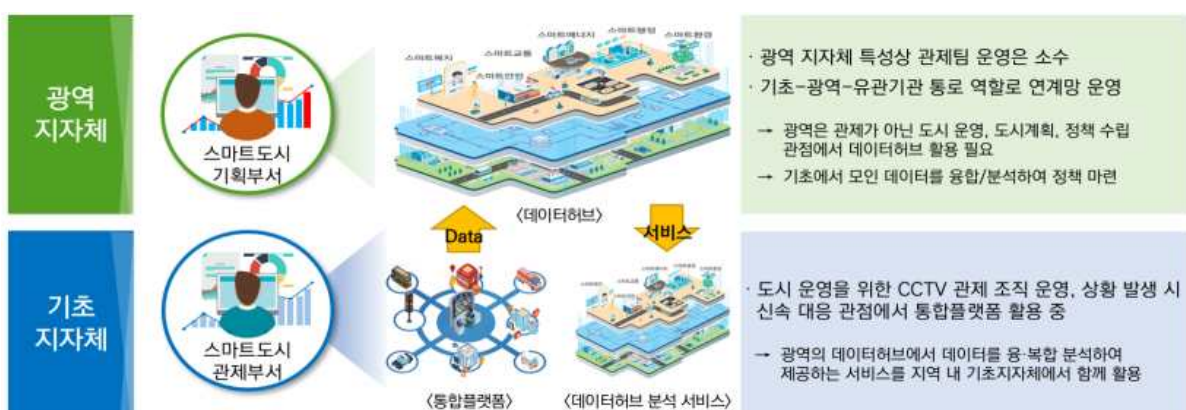 광역
지자체
스마트도시
기획부서
스마트에너지
스마트행정
스마트환경
스마트교통
스마트복지
스마트안전
〈데이터허브〉
· 광역 지자체 특성상 관제팀 운영은 소수
· 기초-광역-유관기관 통로 역할로 연계망 운영
→ 광역은 관제가 아닌 도시 운영, 도시계획, 정책 수립
관점에서 데이터허브 활용 필요
→ 기초에서 모인 데이터를 융합/분석하여 정책 마련
Data
서비스
기초
지자체
스마트도시
관제부서
〈통합플랫폼〉
〈데이터허브 분석 서비스〉
· 도시 운영을 위한 CCTV 관제 조직 운영, 상황 발생 시
신속 대응 관점에서 통합플랫폼 활용 중
→ 광역의 데이터허브에서 데이터를 융·복합 분석하여
제공하는 서비스를 지역 내 기초지자체에서 함께 활용